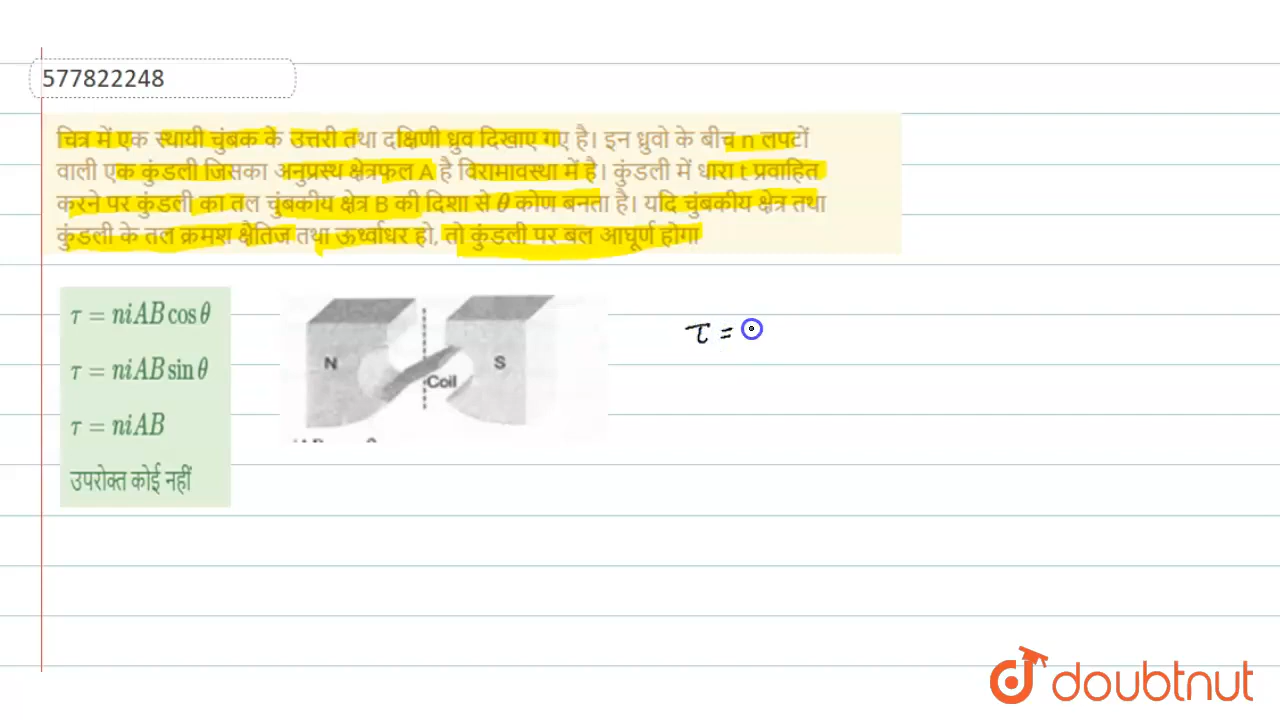 577822248
चित्र में एक स्थायी चुंबक के उत्तरी तथा दक्षिणी ध्रुव दिखाए गए है। इन ध्रुवो के बीच n लपटों
वाली एक कुंडली जिसका अनुप्रस्थ क्षेत्रफल A है विरामावस्था में है। कुंडली में धारा t प्रवाहित
करने पर कुंडली का तल चुंबकीय क्षेत्र B की दिशा से θ कोण बनता है। यदि चुंबकीय क्षेत्र तथा
कुंडली के तल क्रमश क्षैतिज तथा ऊर्ध्वाधर हो, तो कुंडली पर बल आघूर्ण होगा
τ = niAB cos θ
τ = niAB sin θ
τ = niAB
उपरोक्त कोई नहीं
N
S
Coil
τ =
doubtnut